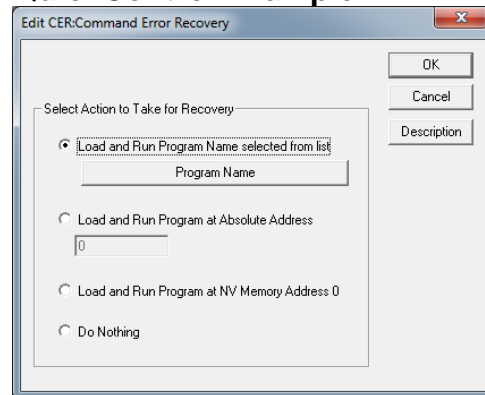 Edit CER:Command Error Recovery
OK
Cancel
Description
Select Action to Take for Recovery
Load and Run Program Name selected from list
Program Name
Load and Run Program at Absolute Address
0
Load and Run Program at NV Memory Address 0
Do Nothing